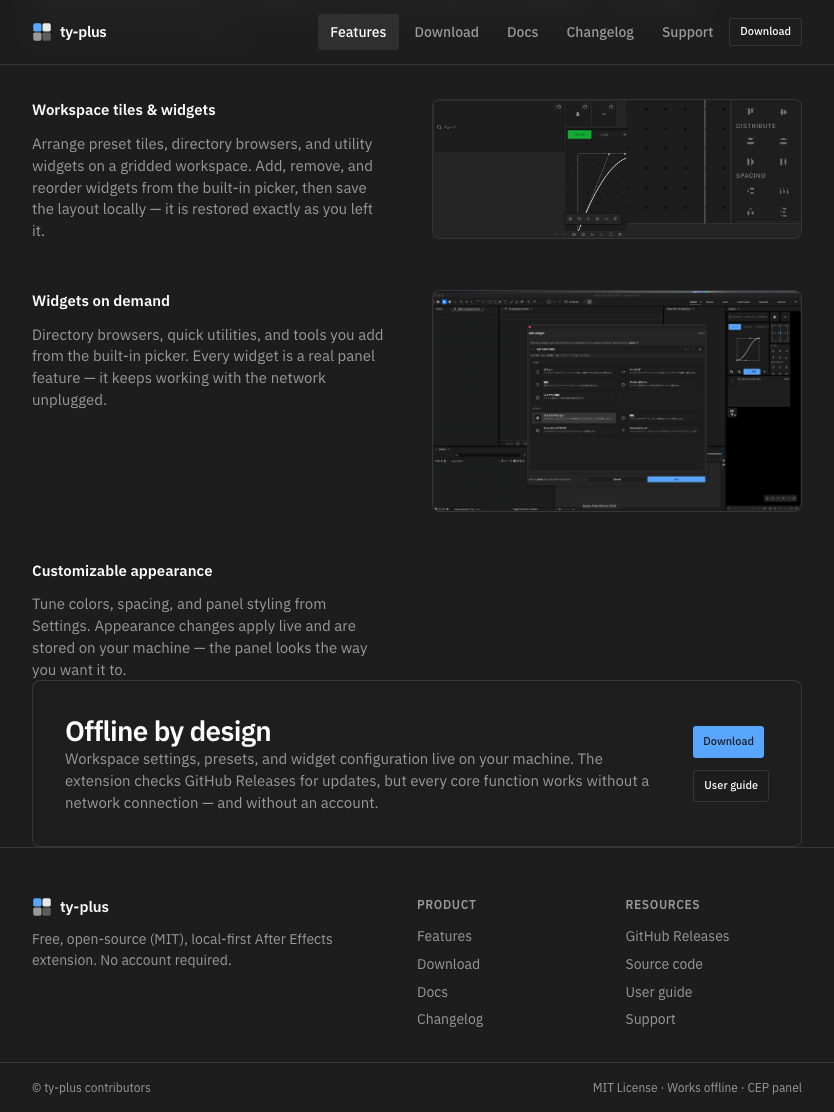 ty-plus
Features
Download
Docs
Changelog
Support
Download
Workspace tiles & widgets
Arrange preset tiles, directory browsers, and utility
widgets on a gridded workspace. Add, remove, and
reorder widgets from the built-in picker, then save
the layout locally — it is restored exactly as you left
it.
DISTRIBUTE
SPACING
Widgets on demand
Directory browsers, quick utilities, and tools you add
from the built-in picker. Every widget is a real panel
feature — it keeps working with the network
unplugged.
Customizable appearance
Tune colors, spacing, and panel styling from
Settings. Appearance changes apply live and are
stored on your machine — the panel looks the way
you want it to.
Offline by design
Workspace settings, presets, and widget configuration live on your machine. The
extension checks GitHub Releases for updates, but every core function works without a
network connection — and without an account.
Download
User guide
ty-plus
Free, open-source (MIT), local-first After Effects
extension. No account required.
PRODUCT
Features
Download
Docs
Changelog
RESOURCES
GitHub Releases
Source code
User guide
Support
© ty-plus contributors
MIT License · Works offline · CEP panel